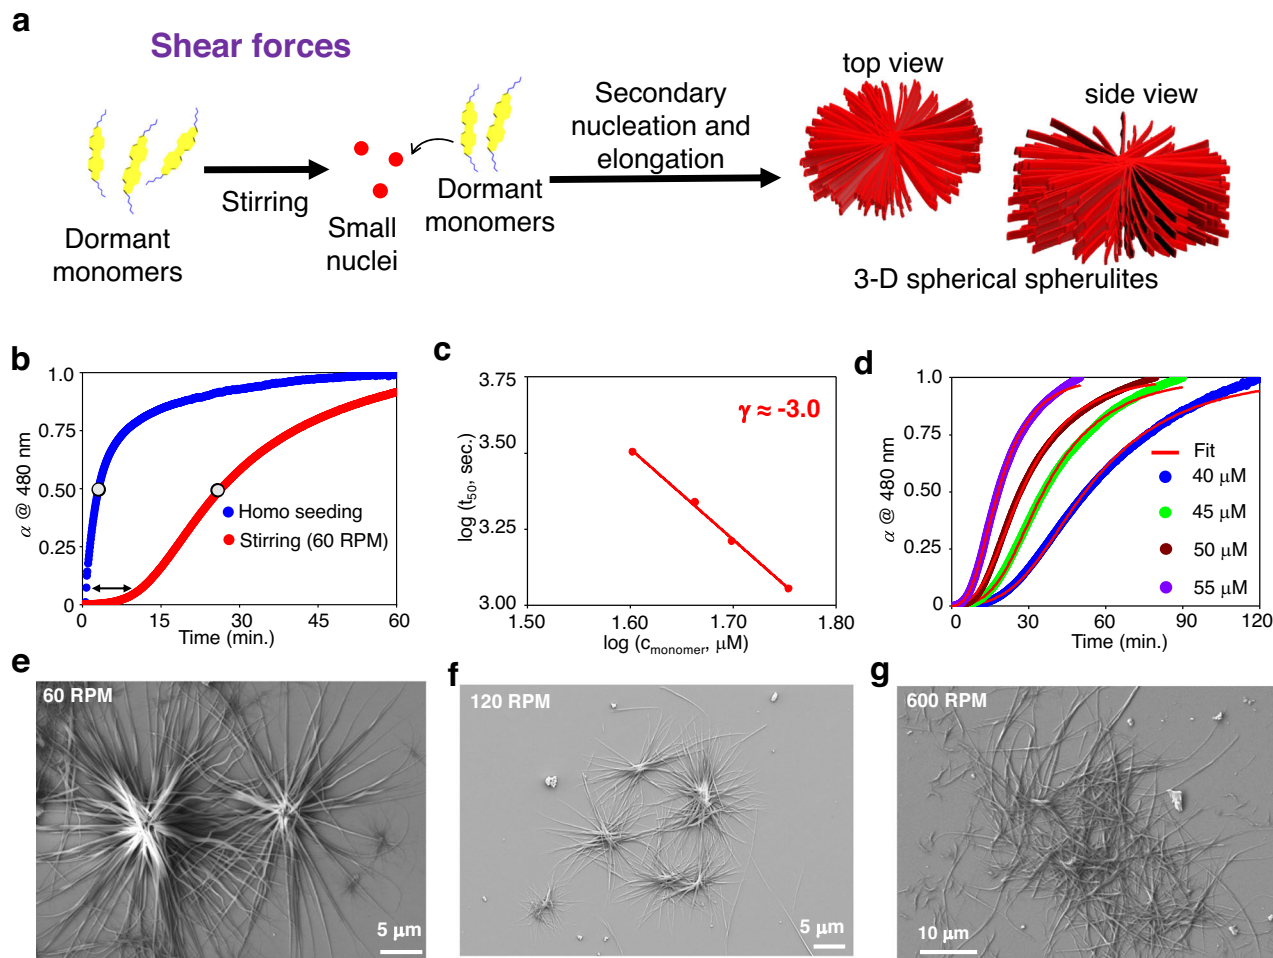 a
Shear forces
Dormant
monomers
Stirring
Small
nuclei
Dormant
monomers
Secondary
nucleation and
elongation
top view
side view
3-D spherical spherulites
b
α @ 480 nm
1.0
0.75
0.50
0.25
0
0
15
30
45
60
Time (min.)
Homo seeding
Stirring (60 RPM)
c
log (t50, sec.)
3.75
3.50
3.25
3.00
1.50
1.60
1.70
1.80
log (cmonomer, μM)
γ ≈ -3.0
d
α @ 480 nm
1.0
0.75
0.50
0.25
0
0
30
60
90
120
Time (min.)
Fit
40 μM
45 μM
50 μM
55 μM
e
60 RPM
5 μm
f
120 RPM
5 μm
g
600 RPM
10 μm